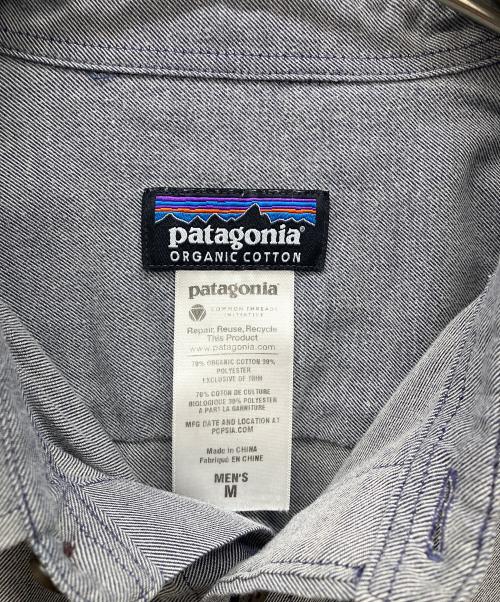 patagonia®
ORGANIC COTTON
patagonia®
COMMON THREADS
INITIATIVE
Repair, Reuse, Recycle
This Product
www.patagonia.com
70% ORGANIC COTTON 30%
POLYESTER
EXCLUSIVE OF TRIM
70% COTON DE CULTURE
BIOLOGIQUE 30% POLYESTER
A PART LA GARNITURE
MFG DATE AND LOCATION AT
PCPSIA.COM
Made in CHINA
Fabriqué EN CHINE
MEN'S
M